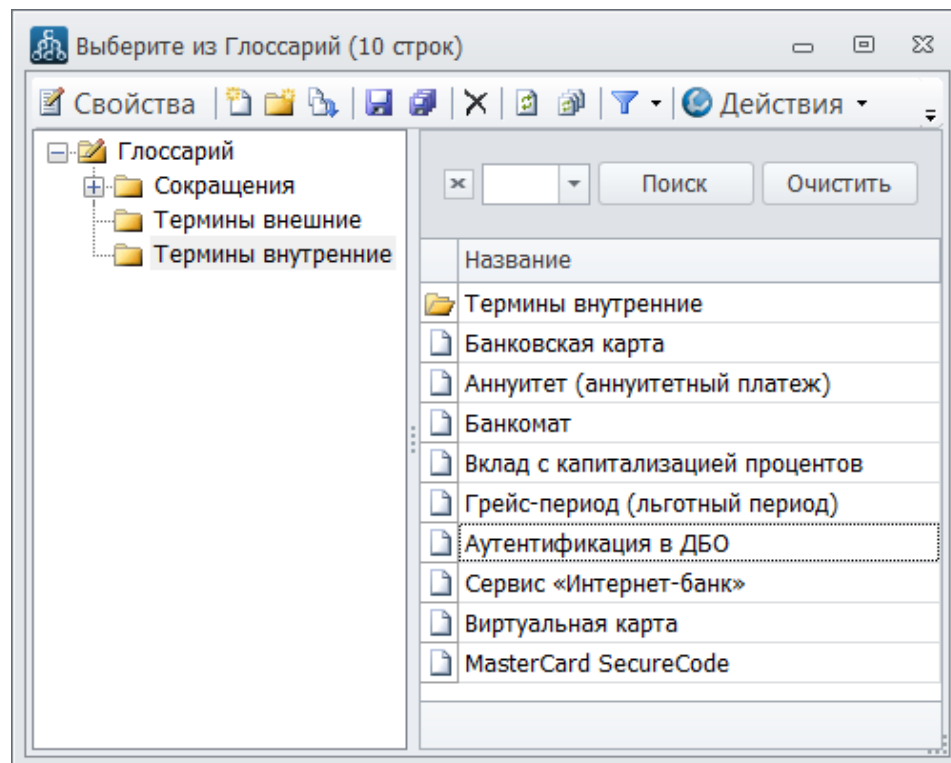 Выберите из Глоссарий (10 строк)
Свойства
Действия
Глоссарий
Сокращения
Термины внешние
Термины внутренние
Поиск
Очистить
Название
Термины внутренние
Банковская карта
Аннуитет (аннуитетный платеж)
Банкомат
Вклад с капитализацией процентов
Грейс-период (льготный период)
Аутентификация в ДБО
Сервис «Интернет-банк»
Виртуальная карта
MasterCard SecureCode